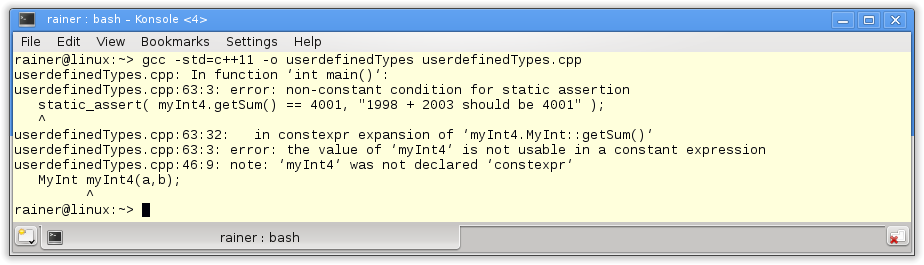 rainer : bash – Konsole <4>
File Edit View Bookmarks Settings Help
rainer@linux:~> gcc -std=c++11 -o userdefinedTypes userdefinedTypes.cpp
userdefinedTypes.cpp: In function ‘int main()’:
userdefinedTypes.cpp:63:3: error: non-constant condition for static assertion
   static_assert( myInt4.getSum() == 4001, "1998 + 2003 should be 4001" );
   ^
userdefinedTypes.cpp:63:32:   in constexpr expansion of ‘myInt4.MyInt::getSum()’
userdefinedTypes.cpp:63:3: error: the value of ‘myInt4’ is not usable in a constant expression
userdefinedTypes.cpp:46:9: note: ‘myInt4’ was not declared ‘constexpr’
   MyInt myInt4(a,b);
         ^
rainer@linux:~>
rainer : bash